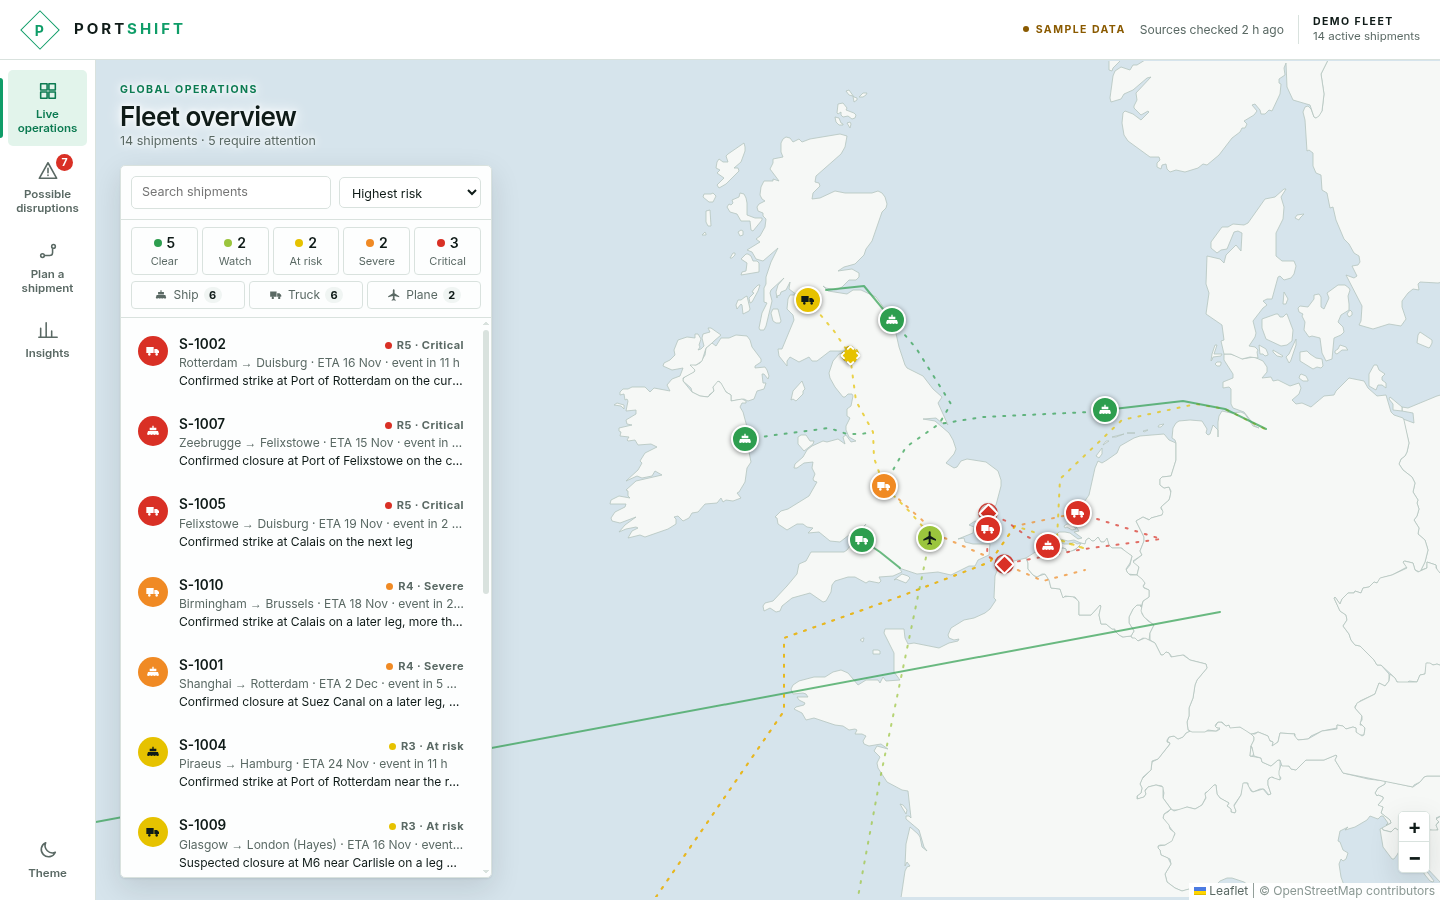 P PORTSHIFT
SAMPLE DATA Sources checked 2 h ago
DEMO FLEET
14 active shipments
Live
operations
7
Possible
disruptions
Plan a
shipment
Insights
Theme
GLOBAL OPERATIONS
Fleet overview
14 shipments · 5 require attention
Search shipments
Highest risk
5 Clear
2 Watch
2 At risk
2 Severe
3 Critical
Ship 6
Truck 6
Plane 2
S-1002 R5 · Critical
Rotterdam → Duisburg · ETA 16 Nov · event in 11 h
Confirmed strike at Port of Rotterdam on the cur...
S-1007 R5 · Critical
Zeebrugge → Felixstowe · ETA 15 Nov · event in ...
Confirmed closure at Port of Felixstowe on the c...
S-1005 R5 · Critical
Felixstowe → Duisburg · ETA 19 Nov · event in 2 ...
Confirmed strike at Calais on the next leg
S-1010 R4 · Severe
Birmingham → Brussels · ETA 18 Nov · event in 2...
Confirmed strike at Calais on a later leg, more th...
S-1001 R4 · Severe
Shanghai → Rotterdam · ETA 2 Dec · event in 5 ...
Confirmed closure at Suez Canal on a later leg, ...
S-1004 R3 · At risk
Piraeus → Hamburg · ETA 24 Nov · event in 11 h
Confirmed strike at Port of Rotterdam near the r...
S-1009 R3 · At risk
Glasgow → London (Hayes) · ETA 16 Nov · event...
Suspected closure at M6 near Carlisle on a leg ...
+
−
Leaflet | © OpenStreetMap contributors